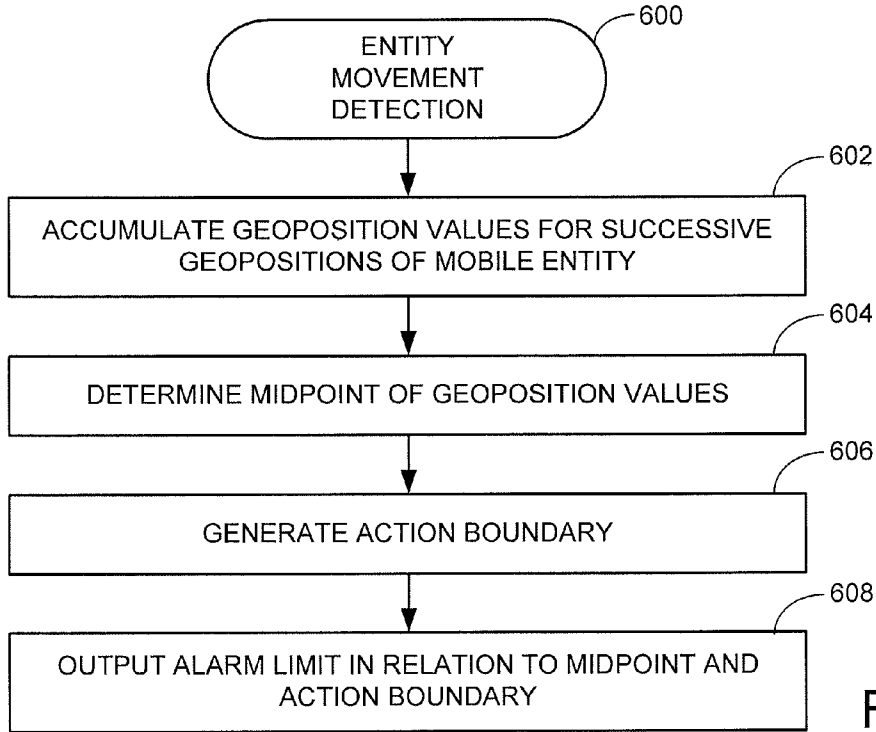 600
ENTITY
MOVEMENT
DETECTION
602
ACCUMULATE GEOPOSITION VALUES FOR SUCCESSIVE
GEOPOSITIONS OF MOBILE ENTITY
604
DETERMINE MIDPOINT OF GEOPOSITION VALUES
606
GENERATE ACTION BOUNDARY
608
OUTPUT ALARM LIMIT IN RELATION TO MIDPOINT AND
ACTION BOUNDARY